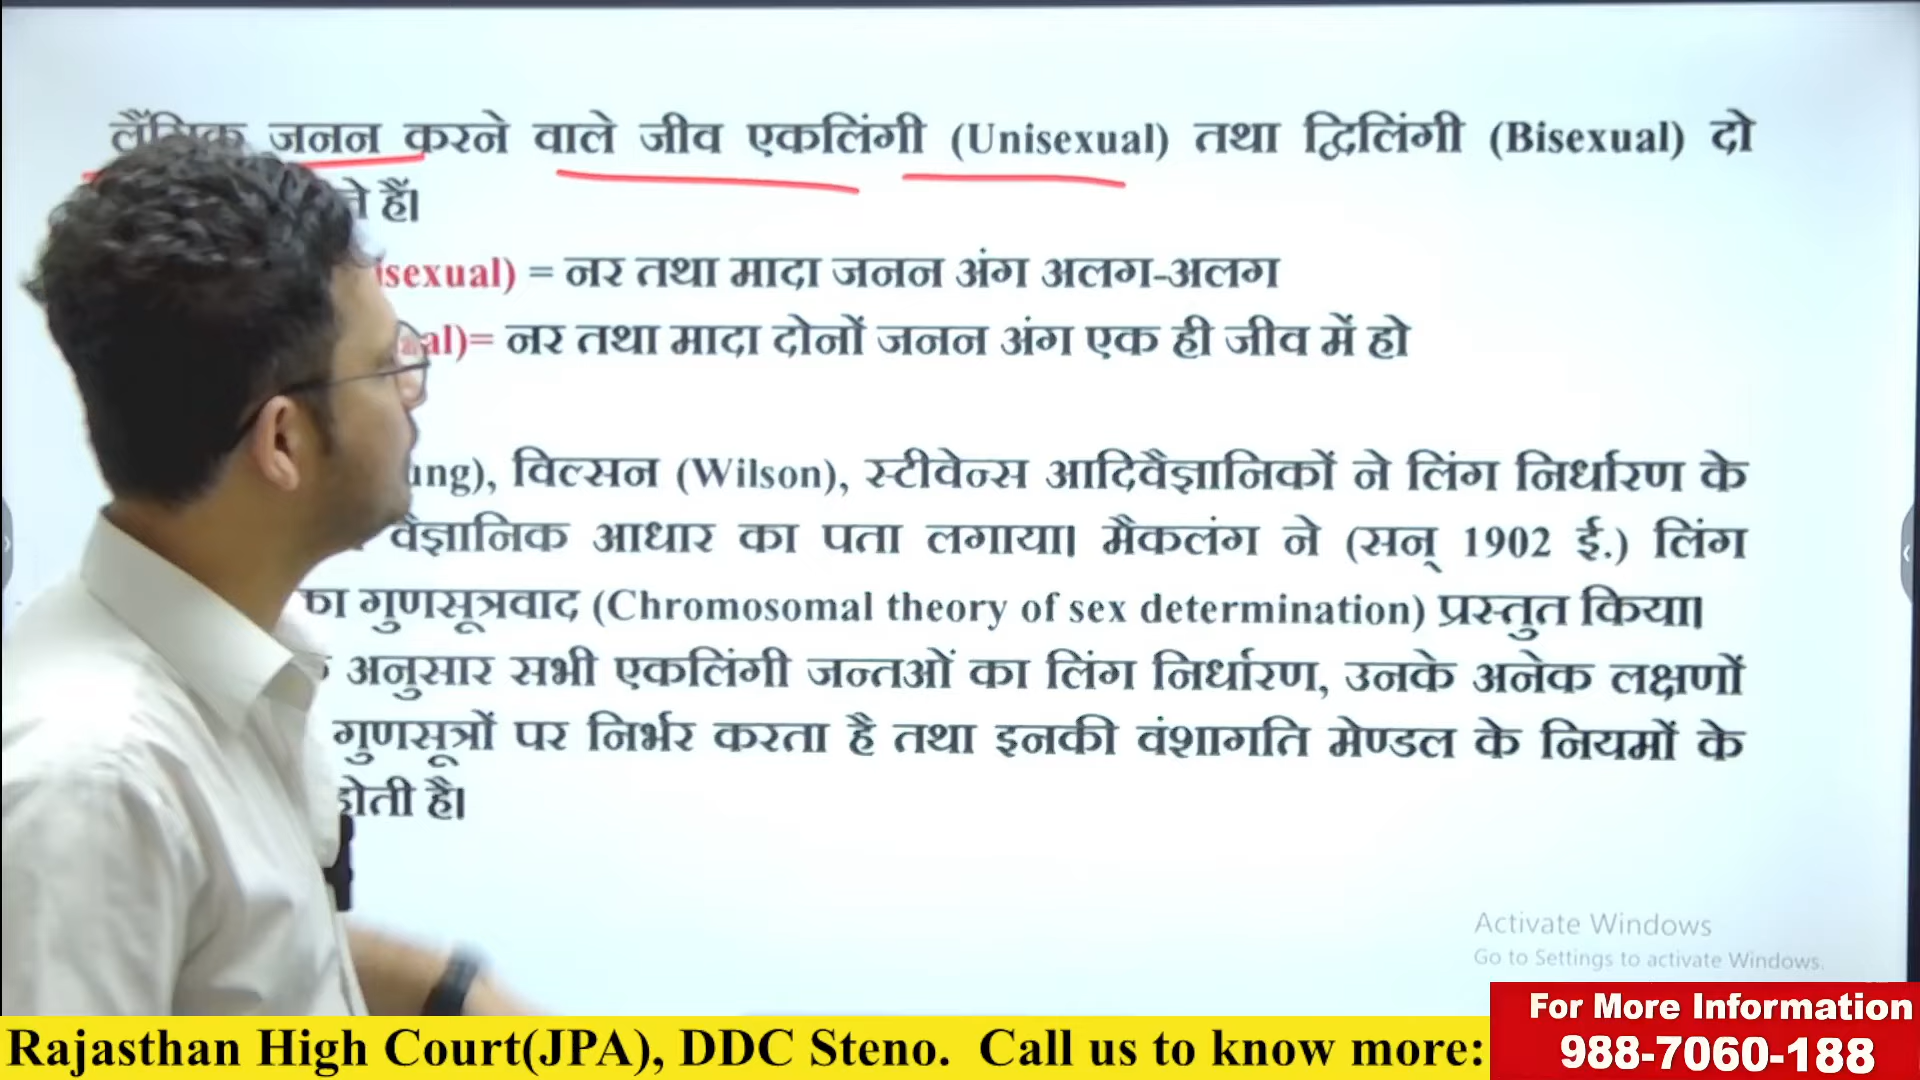 लैंगिक जनन करने वाले जीव एकलिंगी (Unisexual) तथा द्विलिंगी (Bisexual) दो
हैं।
= नर तथा मादा जनन अंग अलग-अलग
= नर तथा मादा दोनों जनन अंग एक ही जीव में हो
विल्सन (Wilson), स्टीवेन्स आदिवैज्ञानिकों ने लिंग निर्धारण के
वैज्ञानिक आधार का पता लगाया। मैकलंग ने (सन् 1902 ई.) लिंग
का गुणसूत्रवाद (Chromosomal theory of sex determination) प्रस्तुत किया।
अनुसार सभी एकलिंगी जन्तओं का लिंग निर्धारण, उनके अनेक लक्षणों
गुणसूत्रों पर निर्भर करता है तथा इनकी वंशागति मेण्डल के नियमों के
होती है।
Activate Windows
Go to Settings to activate Windows.
For More Information
Rajasthan High Court(JPA), DDC Steno. Call us to know more:
988-7060-188